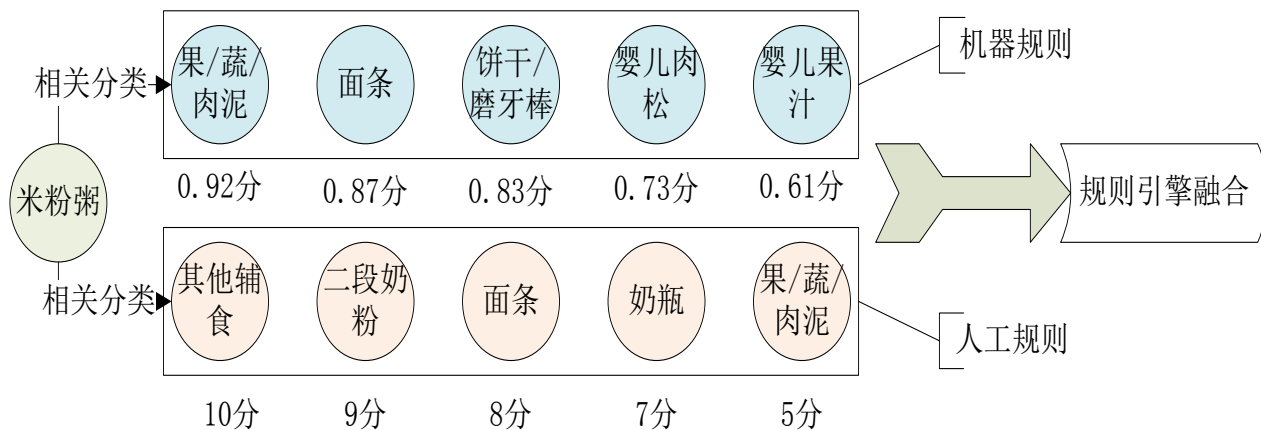 相关分类
果/蔬/
肉泥
面条
饼干/
磨牙棒
婴儿肉
松
婴儿果
汁
机器规则
0.92分
0.87分
0.83分
0.73分
0.61分
米粉粥
规则引擎融合
相关分类
其他辅
食
二段奶
粉
面条
奶瓶
果/蔬/
肉泥
人工规则
10分
9分
8分
7分
5分